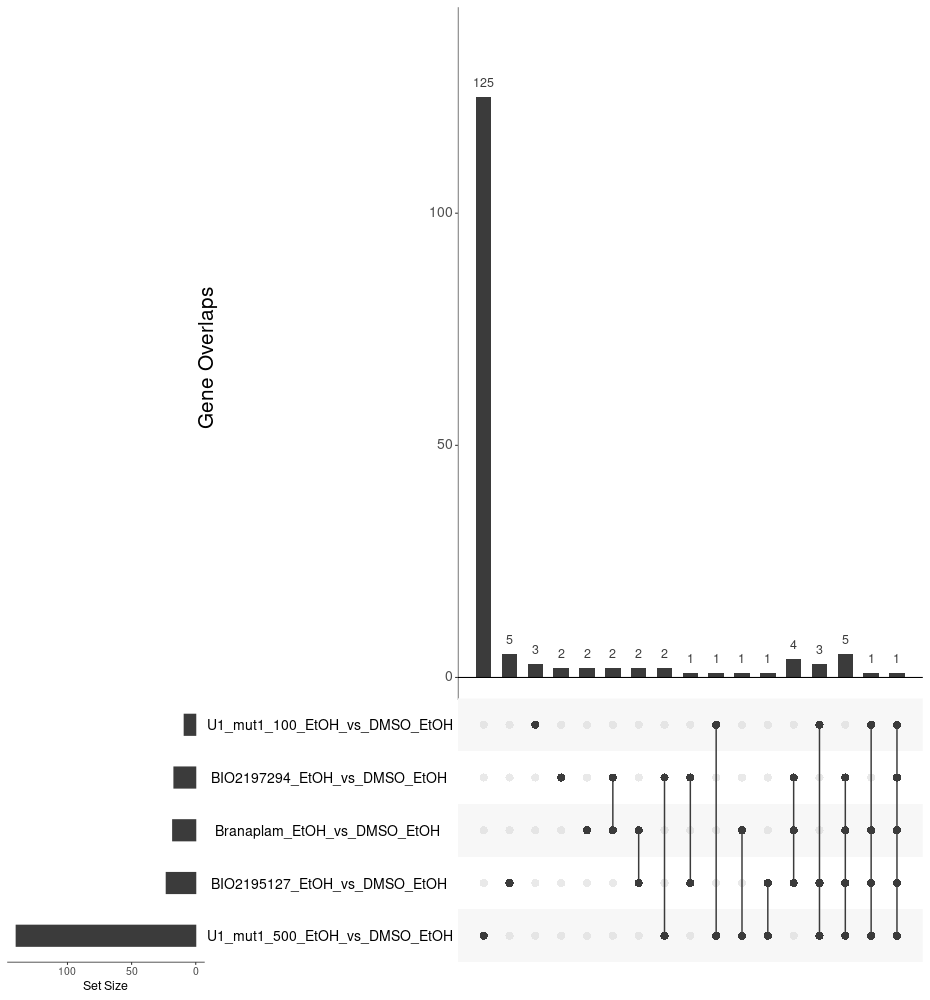 125
100
50
0
5
3
2
2
2
2
2
1
1
1
1
4
3
5
1
1
Gene Overlaps
U1_mut1_100_EtOH_vs_DMSO_EtOH
BIO2197294_EtOH_vs_DMSO_EtOH
Branaplam_EtOH_vs_DMSO_EtOH
BIO2195127_EtOH_vs_DMSO_EtOH
U1_mut1_500_EtOH_vs_DMSO_EtOH
100 50 0
Set Size